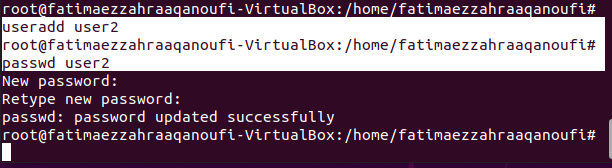 root@fatimaezzahraaqanoufi-VirtualBox:/home/fatimaezzahraaqanoufi#
useradd user2
root@fatimaezzahraaqanoufi-VirtualBox:/home/fatimaezzahraaqanoufi#
passwd user2
New password:
Retype new password:
passwd: password updated successfully
root@fatimaezzahraaqanoufi-VirtualBox:/home/fatimaezzahraaqanoufi#